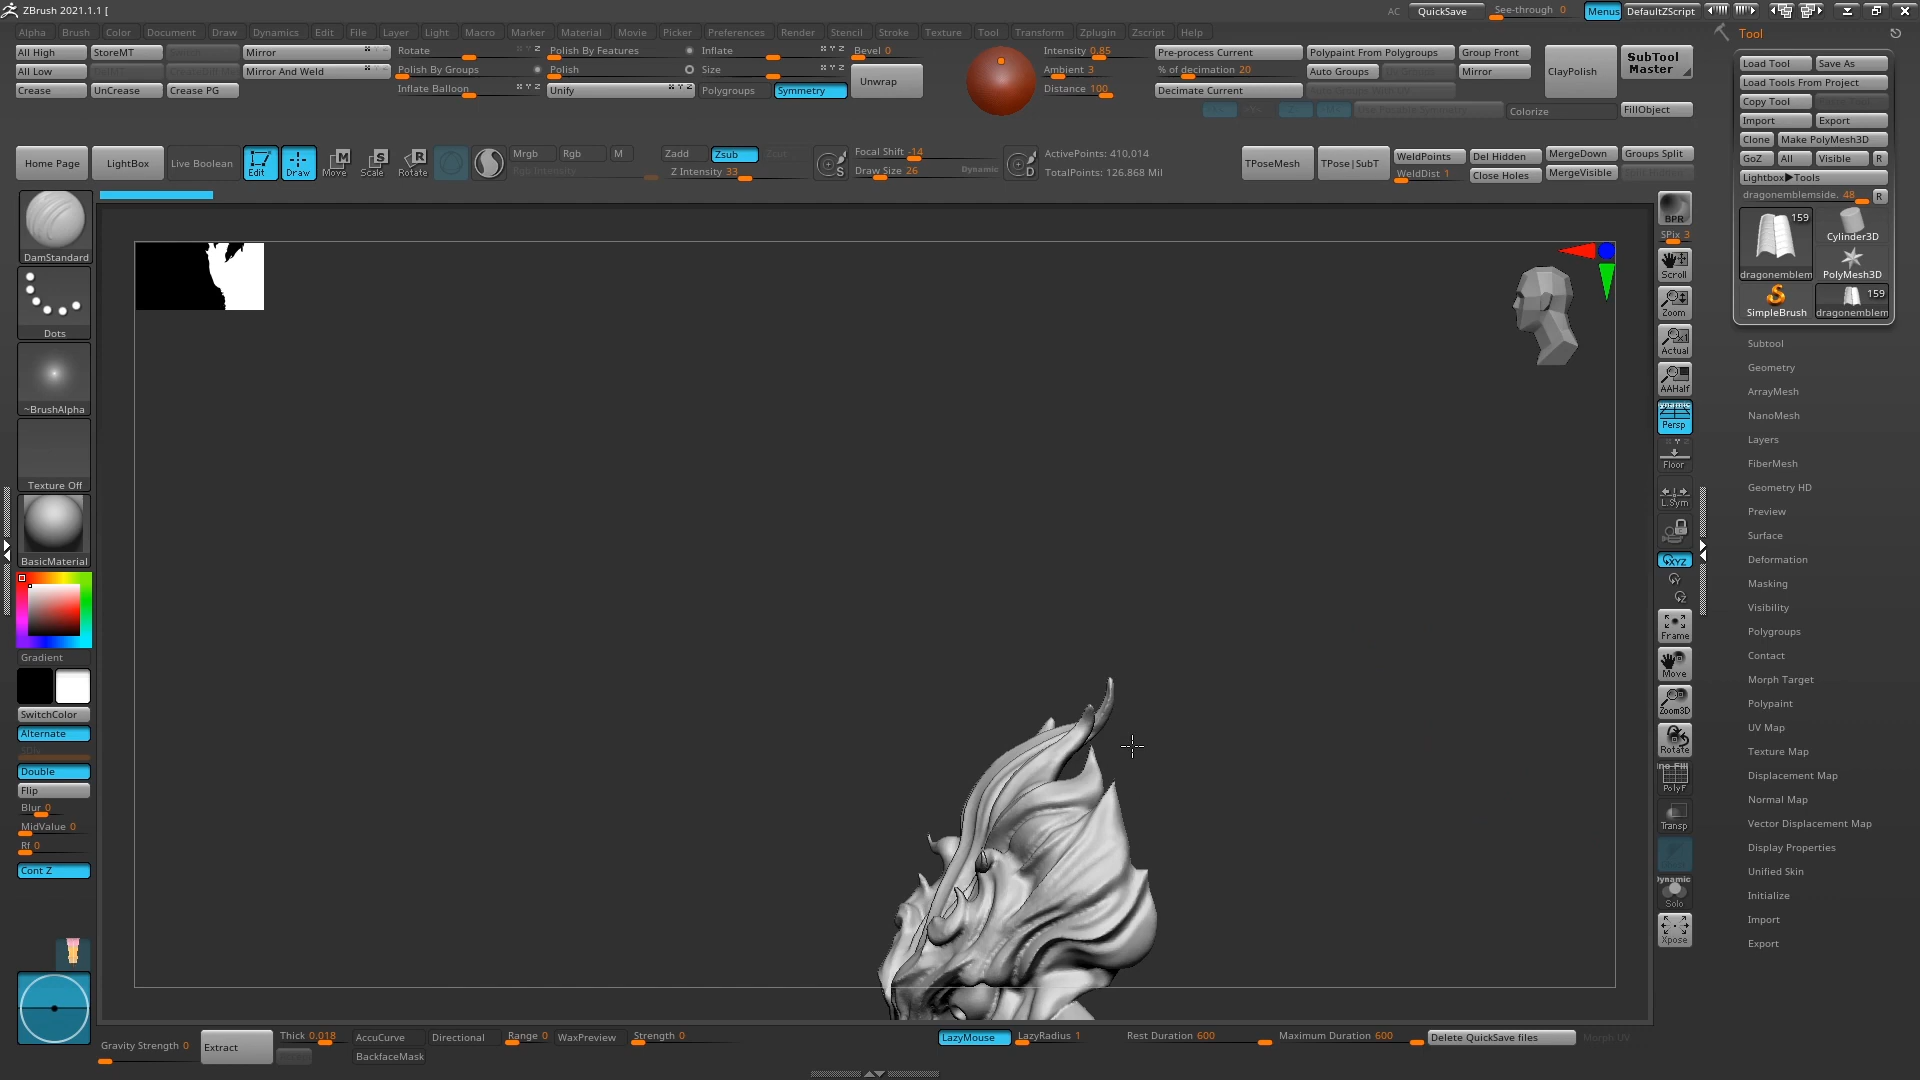 ZBrush 2021.1.1 [
AC QuickSave See-through 0 Menus DefaultZScript
Alpha Brush Color Document Draw Dynamics Edit File Layer Light Macro Marker Material Movie Picker Preferences Render Stencil Stroke Texture Tool Transform Zplugin Zscript Help
All High StoreMT Mirror Rotate Polish By Features Inflate Bevel 0 Intensity 0.85 Pre-process Current Polypaint From Polygroups Group Front
All Low Mirror And Weld Polish By Groups Polish Size Unwrap Ambient 3 % of decimation 20 Auto Groups Mirror ClayPolish SubTool Master
Crease UnCrease Crease PG Inflate Balloon Unify Polygroups Symmetry Distance 100 Decimate Current
Colorize FillObject
Home Page LightBox Live Boolean Edit Draw Move Scale Rotate
Mrgb Rgb M
Rgb Intensity
Zadd Zsub Zcut
Z Intensity 33
Focal Shift -14
Draw Size 26 Dynamic
ActivePoints: 410,014
TotalPoints: 126.868 Mil
TPoseMesh TPose|SubT
WeldPoints Del Hidden MergeDown Groups Split
WeldDist 1 Close Holes MergeVisible
DamStandard
Dots
~BrushAlpha
Texture Off
BasicMaterial
Gradient
SwitchColor
Alternate
SDiv
Double
Flip
Blur 0
MidValue 0
Rf 0
Cont Z
BPR
SPix 3
Scroll
Zoom
Actual
AAHalf
Dynamic
Persp
Floor
L.Sym
XYZ
Frame
Move
Zoom3D
Rotate
PolyF
Transp
Dynamic
Solo
Xpose
Tool
Load Tool Save As
Load Tools From Project
Copy Tool
Import Export
Clone Make PolyMesh3D
GoZ All Visible R
Lightbox▶Tools
dragonemblemside. 48 R
159
Cylinder3D
dragonemblem PolyMesh3D
159
SimpleBrush dragonemblem
Subtool
Geometry
ArrayMesh
NanoMesh
Layers
FiberMesh
Geometry HD
Preview
Surface
Deformation
Masking
Visibility
Polygroups
Contact
Morph Target
Polypaint
UV Map
Texture Map
Displacement Map
Normal Map
Vector Displacement Map
Display Properties
Unified Skin
Initialize
Import
Export
Gravity Strength 0 Extract Thick 0.018 AccuCurve Directional Range 0 WaxPreview Strength 0 LazyMouse LazyRadius 1 Rest Duration 600 Maximum Duration 600 Delete QuickSave files Morph UV
BackfaceMask